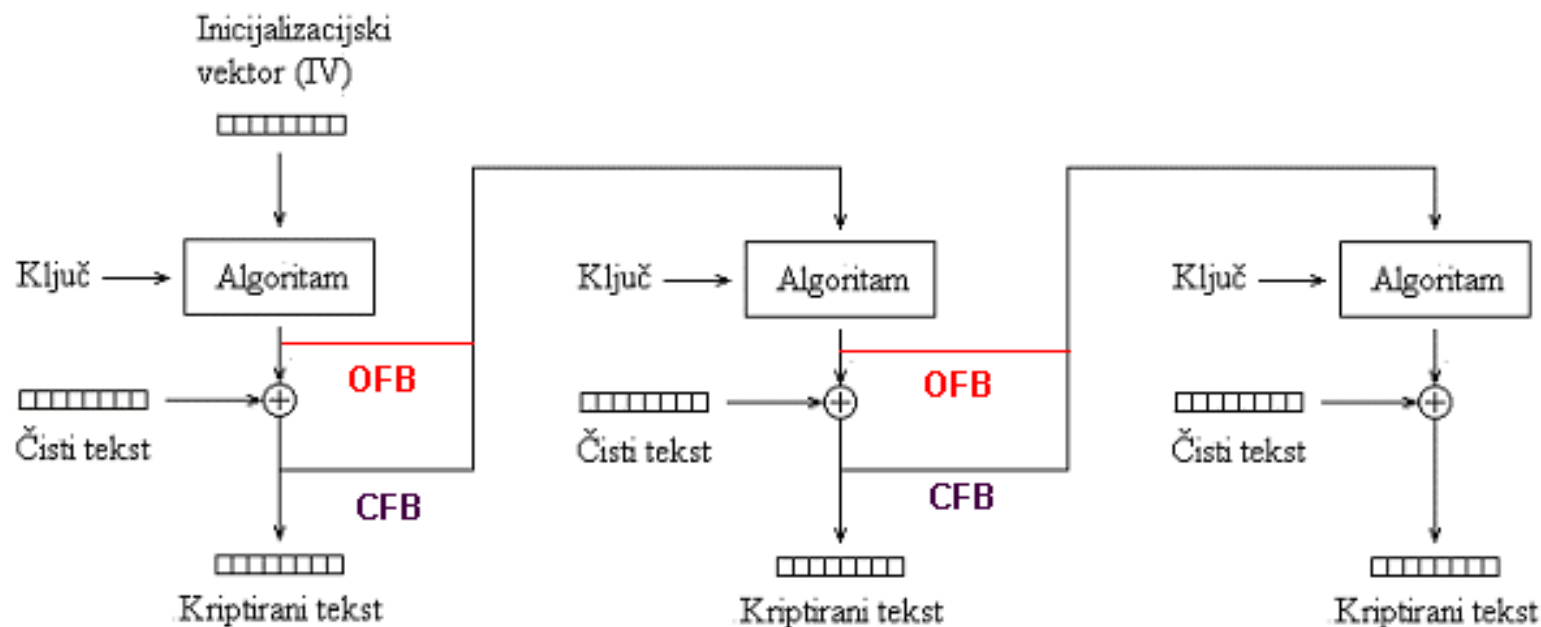 Inicijalizacijski
vektor (IV)
Ključ
Algoritam
Ključ
Algoritam
Ključ
Algoritam
OFB
OFB
Čisti tekst
Čisti tekst
Čisti tekst
CFB
CFB
Kriptirani tekst
Kriptirani tekst
Kriptirani tekst